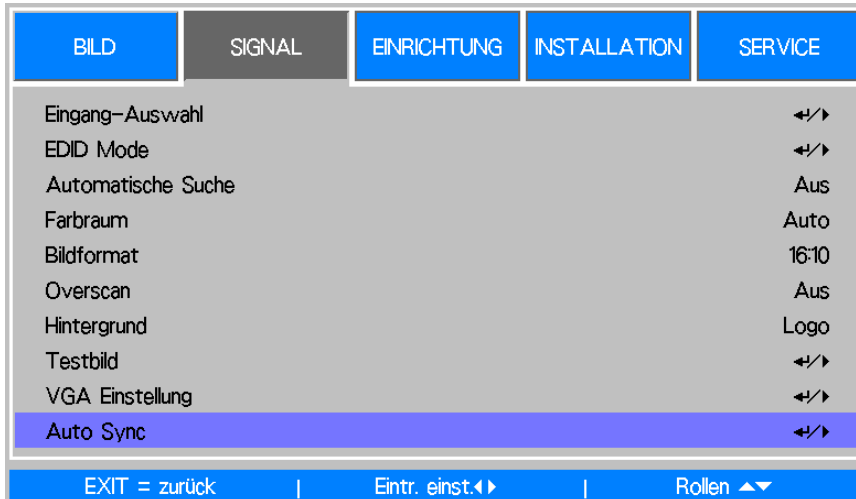 BILD SIGNAL EINRICHTUNG INSTALLATION SERVICE
Eingang-Auswahl ↵/▶
EDID Mode ↵/▶
Automatische Suche Aus
Farbraum Auto
Bildformat 16:10
Overscan Aus
Hintergrund Logo
Testbild ↵/▶
VGA Einstellung ↵/▶
Auto Sync ↵/▶
EXIT = zurück | Eintr. einst.◀▶ | Rollen ▲▼